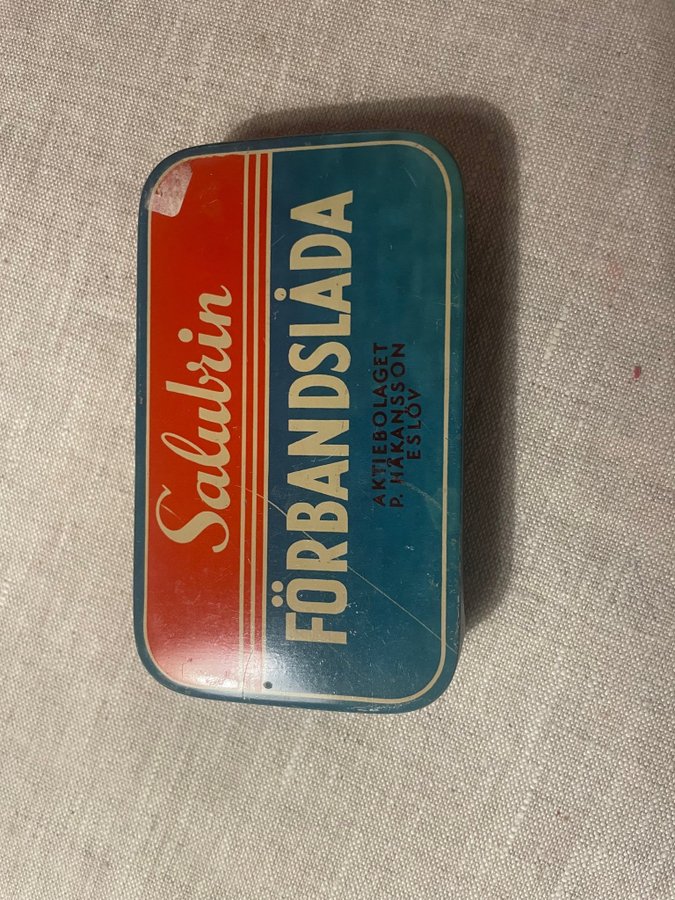 Salubrin
FÖRBANDSLÅDA
AKTIEBOLAGET
P. HÅKANSSON
ESLÖV